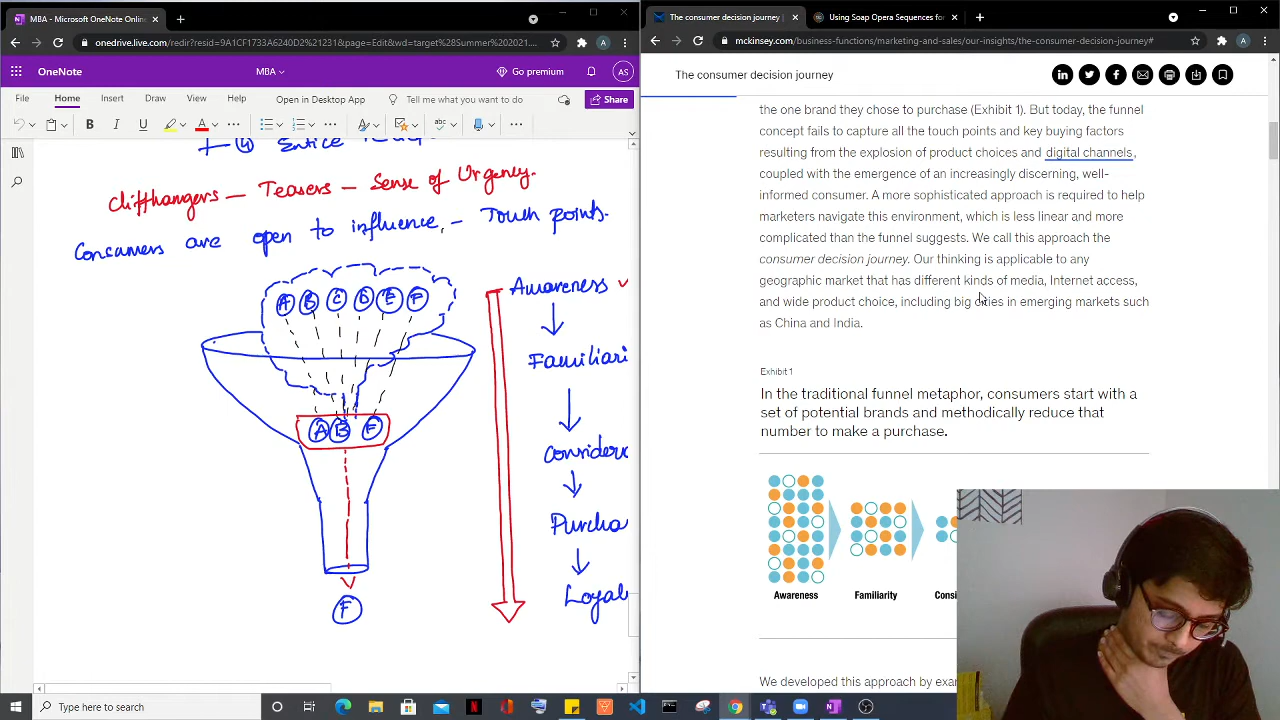 MBA - Microsoft OneNote Online
onedrive.live.com/redir?resid=9A1CF1733A6240D2%21231&page=Edit&wd=target%28Summer%202021....
OneNote
MBA
Go premium
AS
File
Home
Insert
Draw
View
Help
Open in Desktop App
Tell me what you want to do
Share
Entice
Cliffhangers - Teasers - Sense of Urgency.
Consumers are open to influence, - Touch points.
A B C D E F
A B F
F
Awareness
Familiari
Consider
Purcha
Loyal
Type here to search
The consumer decision journey
Using Soap Opera Sequences for
mckinsey.com/business-functions/marketing-and-sales/our-insights/the-consumer-decision-journey#
The consumer decision journey
the one brand they chose to purchase (Exhibit 1). But today, the funnel
concept fails to capture all the touch points and key buying factors
resulting from the explosion of product choices and digital channels,
coupled with the emergence of an increasingly discerning, well-
informed consumer. A more sophisticated approach is required to help
marketers navigate this environment, which is less linear and more
complicated than the funnel suggests. We call this approach the
consumer decision journey. Our thinking is applicable to any
geographic market that has different kinds of media, Internet access,
and wide product choice, including big cities in emerging markets such
as China and India.
Exhibit 1
In the traditional funnel metaphor, consumers start with a
set of potential brands and methodically reduce that
number to make a purchase.
Awareness
Familiarity
Consi
We developed this approach by exam